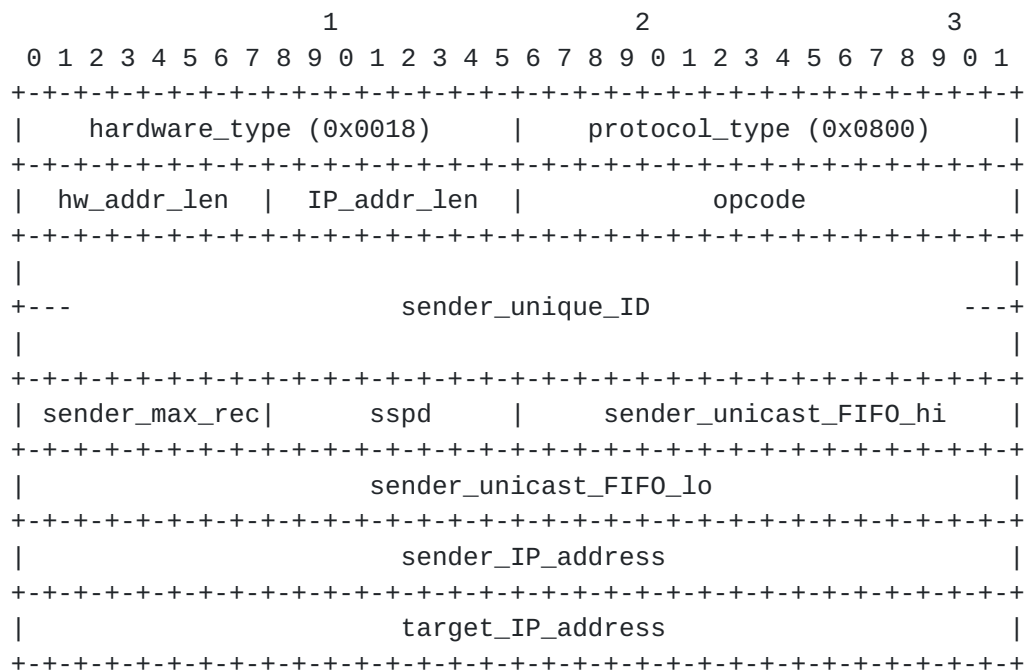 1                   2                   3
 0 1 2 3 4 5 6 7 8 9 0 1 2 3 4 5 6 7 8 9 0 1 2 3 4 5 6 7 8 9 0 1
+-+-+-+-+-+-+-+-+-+-+-+-+-+-+-+-+-+-+-+-+-+-+-+-+-+-+-+-+-+-+-+-+
|    hardware_type (0x0018)     |    protocol_type (0x0800)     |
+-+-+-+-+-+-+-+-+-+-+-+-+-+-+-+-+-+-+-+-+-+-+-+-+-+-+-+-+-+-+-+-+
|  hw_addr_len  |  IP_addr_len  |            opcode             |
+-+-+-+-+-+-+-+-+-+-+-+-+-+-+-+-+-+-+-+-+-+-+-+-+-+-+-+-+-+-+-+-+
|                                                               |
+---                     sender_unique_ID                    ---+
|                                                               |
+-+-+-+-+-+-+-+-+-+-+-+-+-+-+-+-+-+-+-+-+-+-+-+-+-+-+-+-+-+-+-+-+
| sender_max_rec|      sspd     |     sender_unicast_FIFO_hi    |
+-+-+-+-+-+-+-+-+-+-+-+-+-+-+-+-+-+-+-+-+-+-+-+-+-+-+-+-+-+-+-+-+
|                      sender_unicast_FIFO_lo                   |
+-+-+-+-+-+-+-+-+-+-+-+-+-+-+-+-+-+-+-+-+-+-+-+-+-+-+-+-+-+-+-+-+
|                        sender_IP_address                      |
+-+-+-+-+-+-+-+-+-+-+-+-+-+-+-+-+-+-+-+-+-+-+-+-+-+-+-+-+-+-+-+-+
|                        target_IP_address                      |
+-+-+-+-+-+-+-+-+-+-+-+-+-+-+-+-+-+-+-+-+-+-+-+-+-+-+-+-+-+-+-+-+